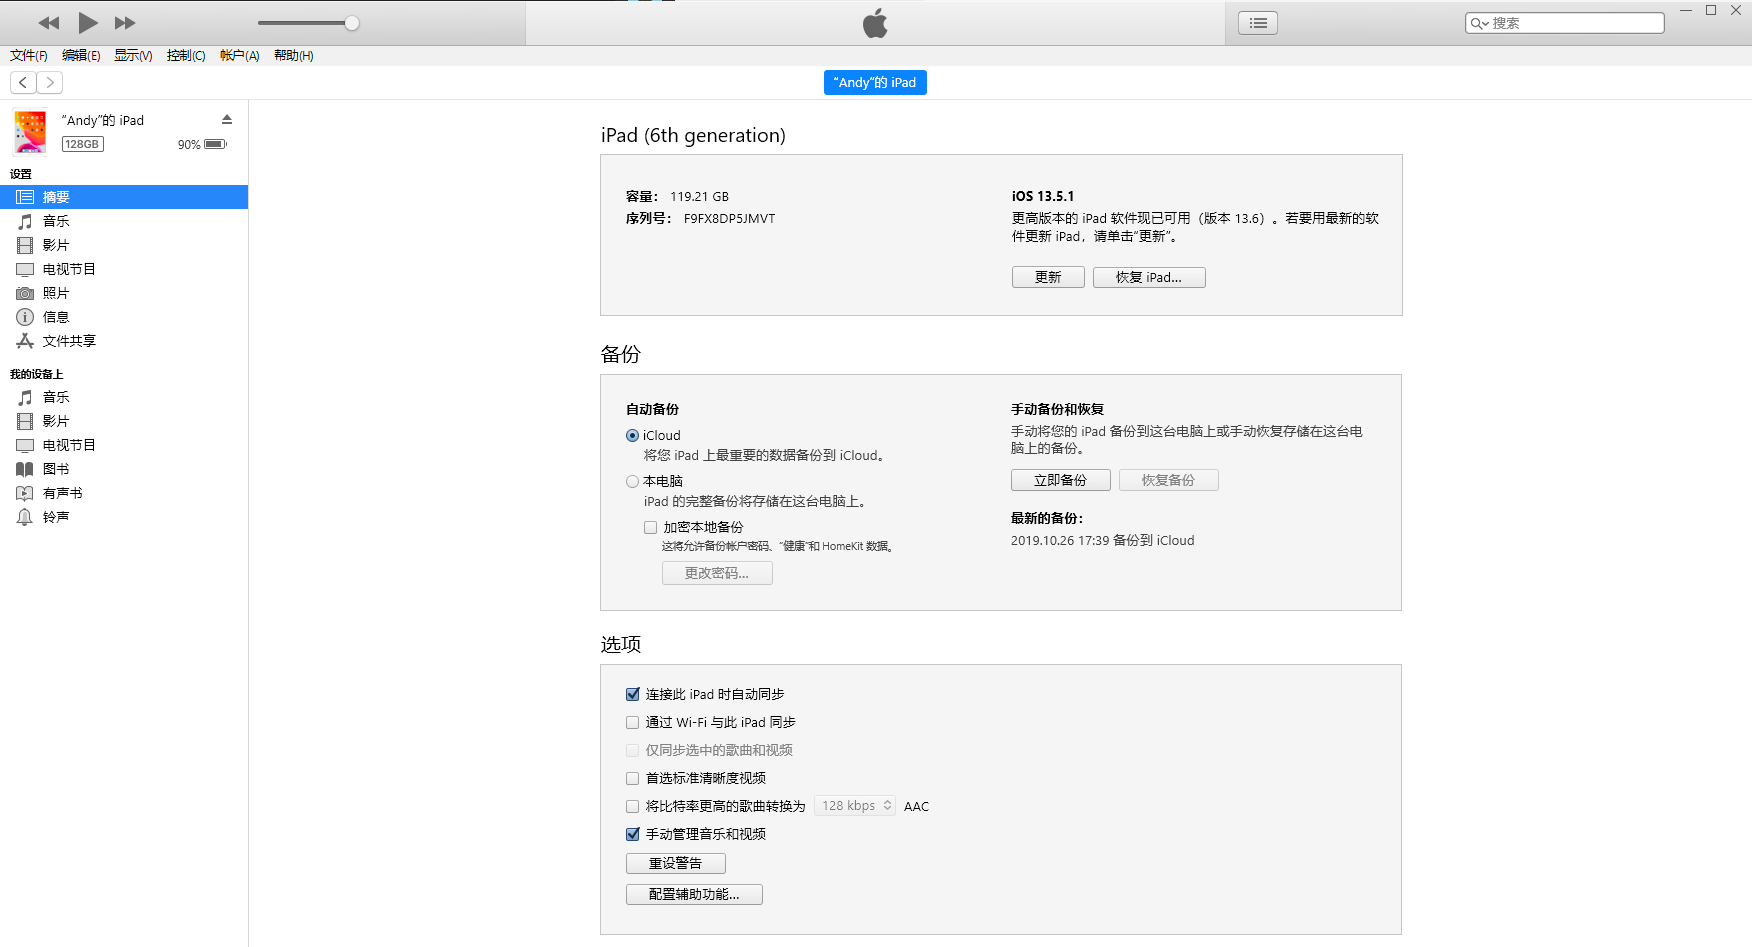 搜索
文件(F) 编辑(E) 显示(V) 控制(C) 帐户(A) 帮助(H)
“Andy”的 iPad
“Andy”的 iPad
128GB 90%
设置
摘要
音乐
影片
电视节目
照片
信息
文件共享
我的设备上
音乐
影片
电视节目
图书
有声书
铃声
iPad (6th generation)
容量： 119.21 GB
序列号： F9FX8DP5JMVT
iOS 13.5.1
更高版本的 iPad 软件现已可用（版本 13.6）。若要用最新的软
件更新 iPad，请单击“更新”。
更新 恢复 iPad...
备份
自动备份
iCloud
将您 iPad 上最重要的数据备份到 iCloud。
本电脑
iPad 的完整备份将存储在这台电脑上。
加密本地备份
这将允许备份帐户密码、“健康”和 HomeKit 数据。
更改密码...
手动备份和恢复
手动将您的 iPad 备份到这台电脑上或手动恢复存储在这台电
脑上的备份。
立即备份 恢复备份
最新的备份：
2019.10.26 17:39 备份到 iCloud
选项
连接此 iPad 时自动同步
通过 Wi-Fi 与此 iPad 同步
仅同步选中的歌曲和视频
首选标准清晰度视频
将比特率更高的歌曲转换为 128 kbps AAC
手动管理音乐和视频
重设警告
配置辅助功能...